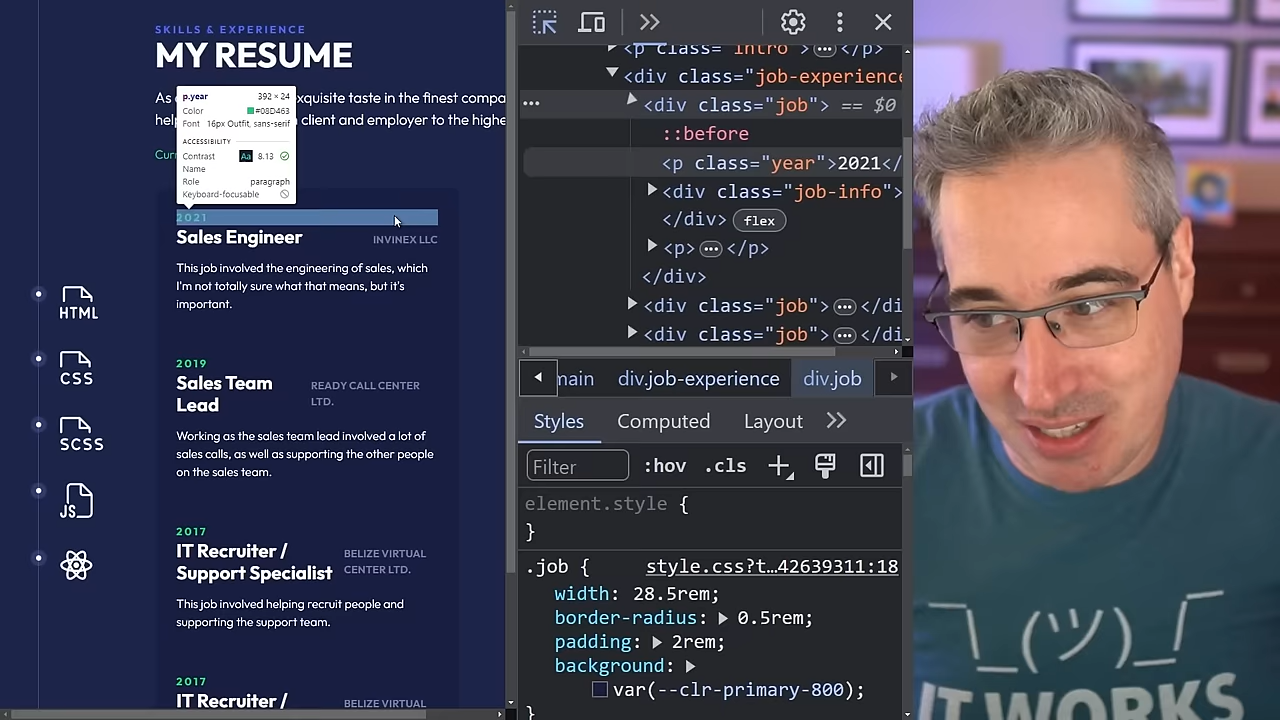 SKILLS & EXPERIENCE
MY RESUME
As
xquisite taste in the finest compa
help
client and employer to the highe
Curr
p.year 392 × 24
Color #08D463
Font 16px Outfit, sans-serif
ACCESSIBILITY
Contrast Aa 8.13
Name
Role paragraph
Keyboard-focusable
2021
Sales Engineer INVINEX LLC
This job involved the engineering of sales, which
I'm not totally sure what that means, but it's
important.
2019
Sales Team
Lead
READY CALL CENTER
LTD.
Working as the sales team lead involved a lot of
sales calls, as well as supporting the other people
on the sales team.
2017
IT Recruiter /
Support Specialist
BELIZE VIRTUAL
CENTER LTD.
This job involved helping recruit people and
supporting the support team.
2017
IT Recruiter / BELIZE VIRTUAL
HTML
CSS
SCSS
JS
<p class="intro">…</p>
<div class="job-experience
… <div class="job"> == $0
::before
<p class="year">2021</
<div class="job-info">
</div> flex
<p>…</p>
</div>
<div class="job">…</di
<div class="job">…</di
main div.job-experience div.job
Styles Computed Layout
Filter :hov .cls
element.style {
}
.job { style.css?t…42639311:18
width: 28.5rem;
border-radius: 0.5rem;
padding: 2rem;
background:
var(--clr-primary-800);
}
¯\_(ツ)_/¯
IT WORKS